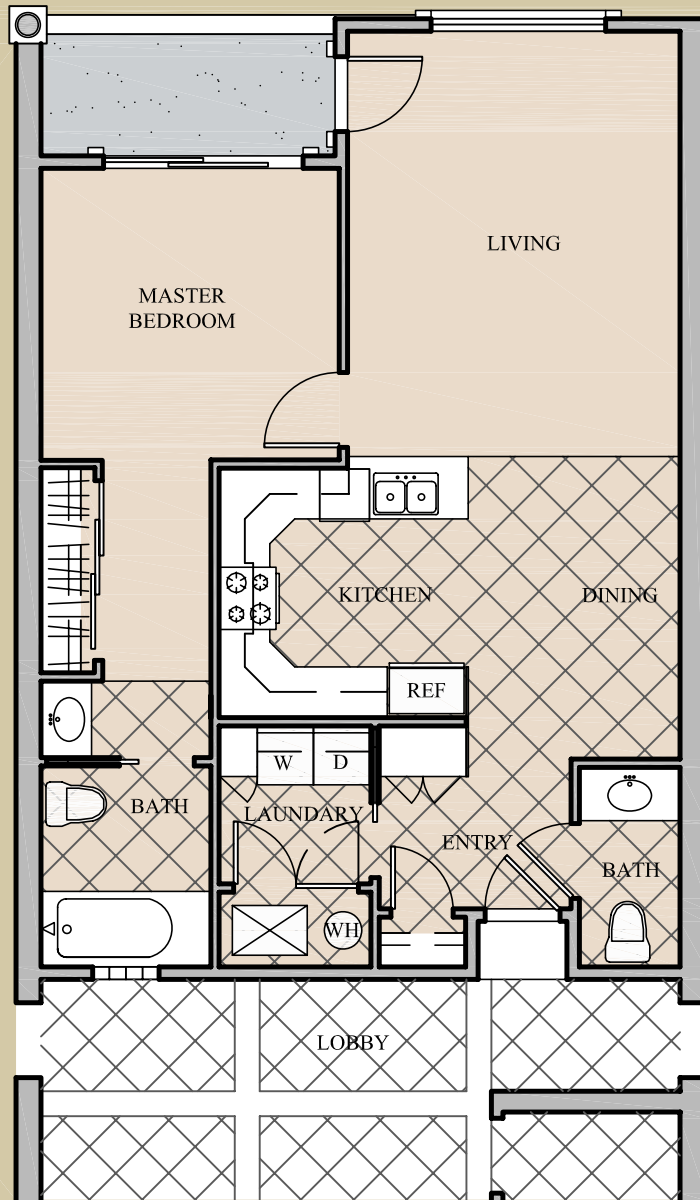 LIVING
MASTER
BEDROOM
KITCHEN
DINING
REF
W
D
BATH
LAUNDARY
ENTRY
BATH
WH
LOBBY